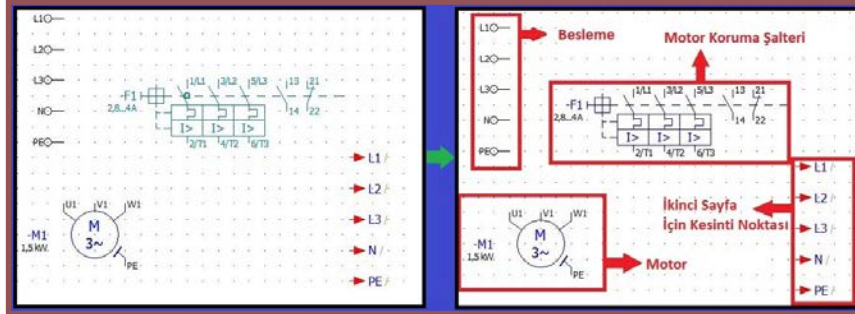 L1
L2
L3
N
PE
1/L1 3/L2 5/L3 13 21
-F1
2,8...4A
14 22
I> I> I>
2/T1 4/T2 6/T3
L1 /
L2 /
L3 /
N /
PE /
U1 V1 W1
-M1
1,5 kW.
M
3~
PE
L1
L2
L3
N
PE
Besleme
Motor Koruma Şalteri
1/L1 3/L2 5/L3 13 21
-F1
2,8...4A
14 22
I> I> I>
2/T1 4/T2 6/T3
L1 /
L2 /
L3 /
N /
PE /
İkinci Sayfa
İçin Kesinti Noktası
U1 V1 W1
-M1
1,5 kW.
M
3~
PE
Motor